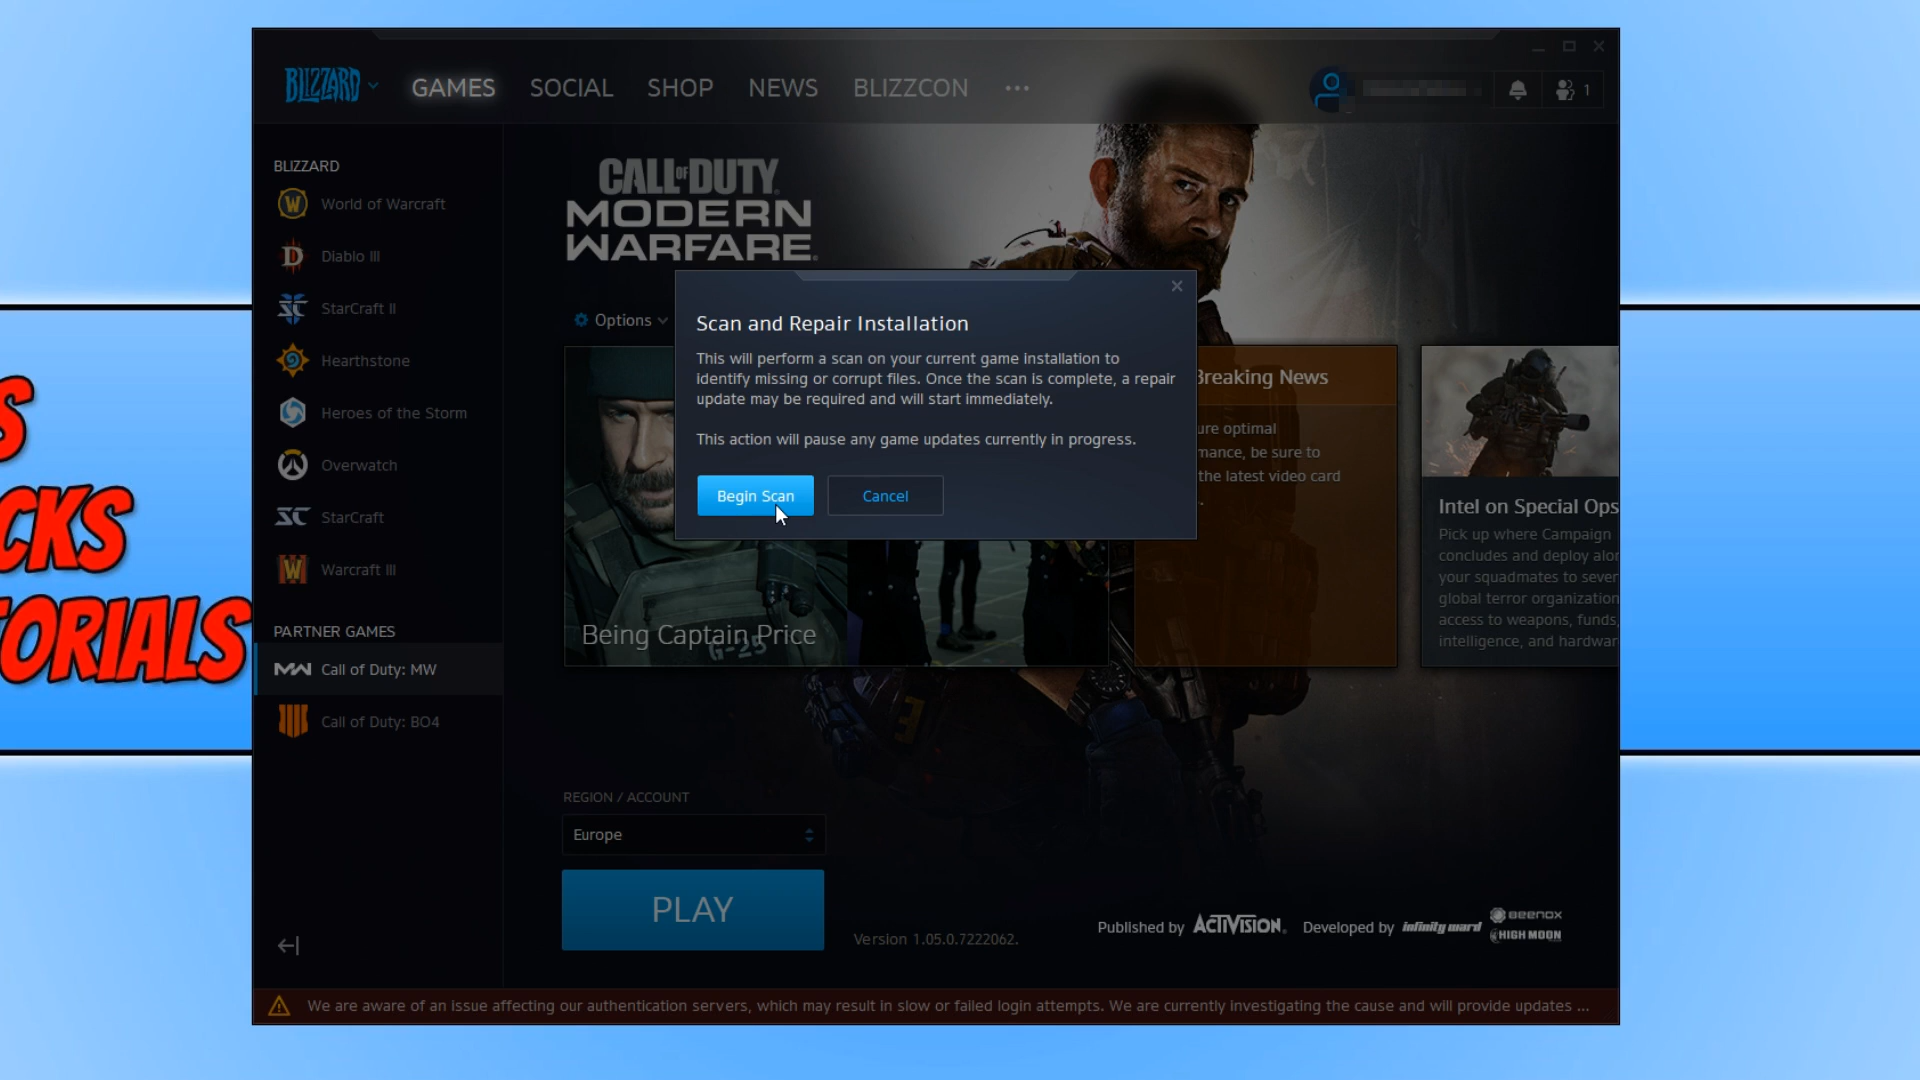 BLIZZARD
GAMES
SOCIAL
SHOP
NEWS
BLIZZCON
1
BLIZZARD
World of Warcraft
Diablo III
StarCraft II
Hearthstone
Heroes of the Storm
Overwatch
StarCraft
Warcraft III
PARTNER GAMES
Call of Duty: MW
Call of Duty: BO4
CALL OF DUTY
MODERN
WARFARE
Options
Scan and Repair Installation
This will perform a scan on your current game installation to
identify missing or corrupt files. Once the scan is complete, a repair
update may be required and will start immediately.
This action will pause any game updates currently in progress.
Begin Scan
Cancel
Being Captain Price
G-25
Breaking News
ure optimal
mance, be sure to
the latest video card
.
Intel on Special Ops
Pick up where Campaign
concludes and deploy alon
your squadmates to sever
global terror organization
access to weapons, funds,
intelligence, and hardwar
REGION / ACCOUNT
Europe
PLAY
Version 1.05.0.7222062.
Published by ACTIVISION. Developed by infinity ward
BEENOX
HIGH MOON
We are aware of an issue affecting our authentication servers, which may result in slow or failed login attempts. We are currently investigating the cause and will provide updates ...
S
CKS
TORIALS